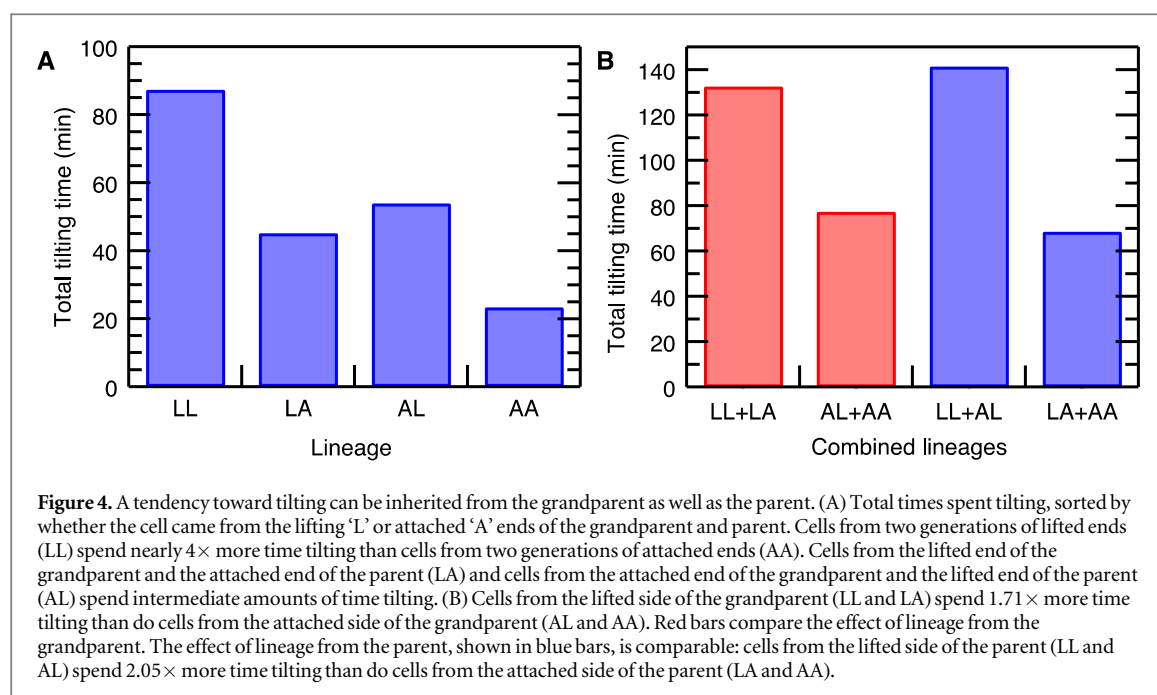 A
B
Total tilting time (min)
100
80
60
40
20
0
LL LA AL AA
Lineage
Total tilting time (min)
140
120
100
80
60
40
20
0
LL+LA AL+AA LL+AL LA+AA
Combined lineages
Figure 4. A tendency toward tilting can be inherited from the grandparent as well as the parent. (A) Total times spent tilting, sorted by
whether the cell came from the lifting ‘L’ or attached ‘A’ ends of the grandparent and parent. Cells from two generations of lifted ends
(LL) spend nearly 4× more time tilting than cells from two generations of attached ends (AA). Cells from the lifted end of the
grandparent and the attached end of the parent (LA) and cells from the attached end of the grandparent and the lifted end of the parent
(AL) spend intermediate amounts of time tilting. (B) Cells from the lifted side of the grandparent (LL and LA) spend 1.71× more time
tilting than do cells from the attached side of the grandparent (AL and AA). Red bars compare the effect of lineage from the
grandparent. The effect of lineage from the parent, shown in blue bars, is comparable: cells from the lifted side of the parent (LL and
AL) spend 2.05× more time tilting than do cells from the attached side of the parent (LA and AA).